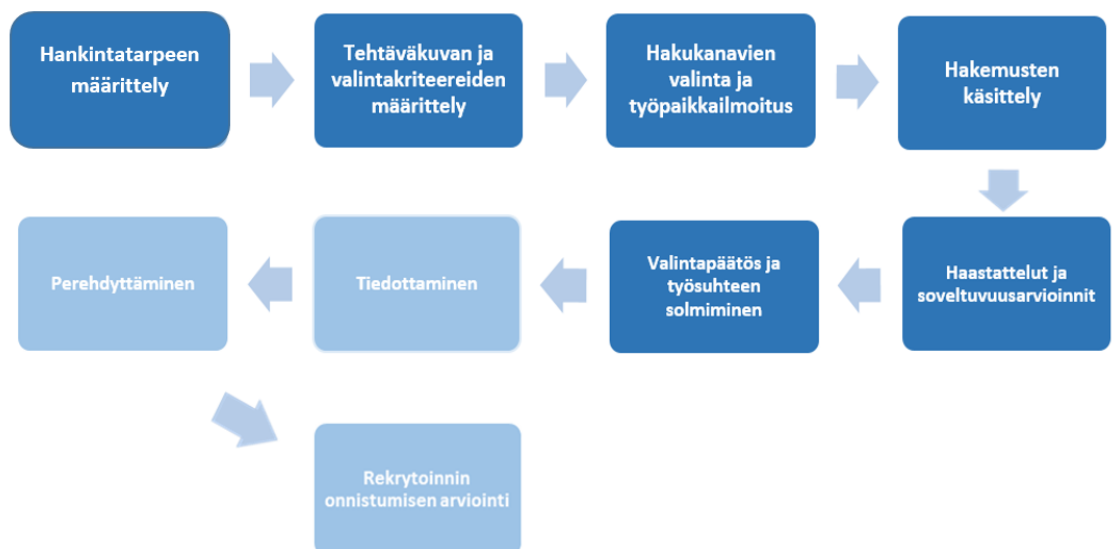 Hankintatarpeen
määrittely
Tehtäväkuvan ja
valintakriteereiden
määrittely
Hakukanavien
valinta ja
työpaikkailmoitus
Hakemusten
käsittely
Haastattelut ja
soveltuvuusarvioinnit
Valintapäätös ja
työsuhteen
solmiminen
Tiedottaminen
Perehdyttäminen
Rekrytoinnin
onnistumisen arviointi